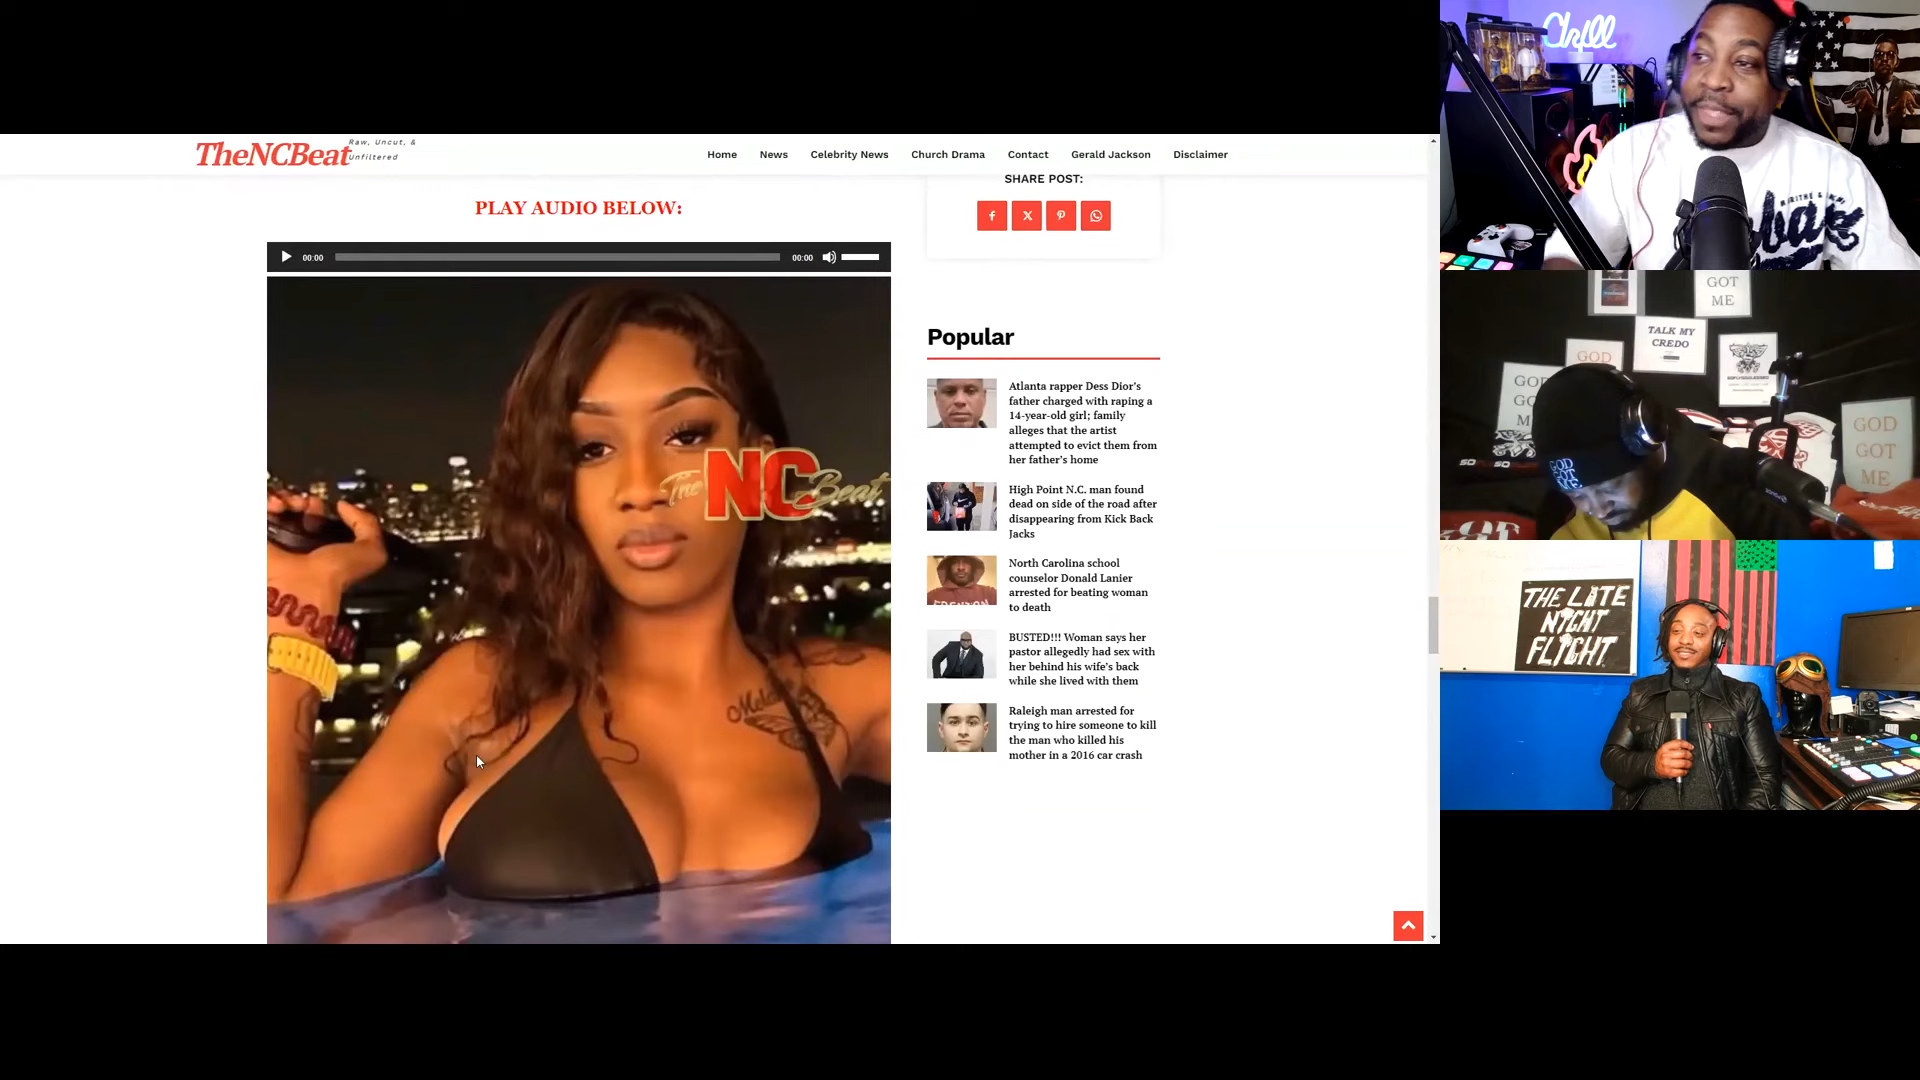 TheNCBeat
Raw, Uncut, &
Unfiltered
Home
News
Celebrity News
Church Drama
Contact
Gerald Jackson
Disclaimer
PLAY AUDIO BELOW:
00:00
00:00
The NC Beat
SHARE POST:
Popular
Atlanta rapper Dess Dior's
father charged with raping a
14-year-old girl; family
alleges that the artist
attempted to evict them from
her father's home
High Point N.C. man found
dead on side of the road after
disappearing from Kick Back
Jacks
North Carolina school
counselor Donald Lanier
arrested for beating woman
to death
BUSTED!!! Woman says her
pastor allegedly had sex with
her behind his wife's back
while she lived with them
Raleigh man arrested for
trying to hire someone to kill
the man who killed his
mother in a 2016 car crash
Chill
GOT
ME
TALK MY
CREDO
GOD
GOD
GOT
ME
GOD
GOT
ME
THE LATE
NIGHT
FLIGHT